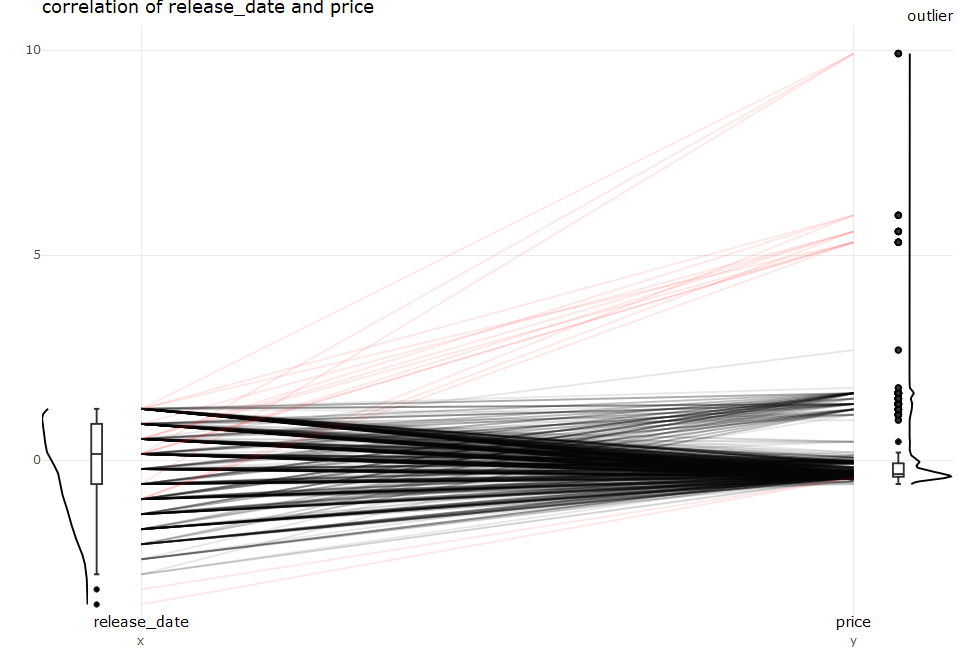 correlation of release_date and price
outlier
10
5
0
release_date
price
x
y